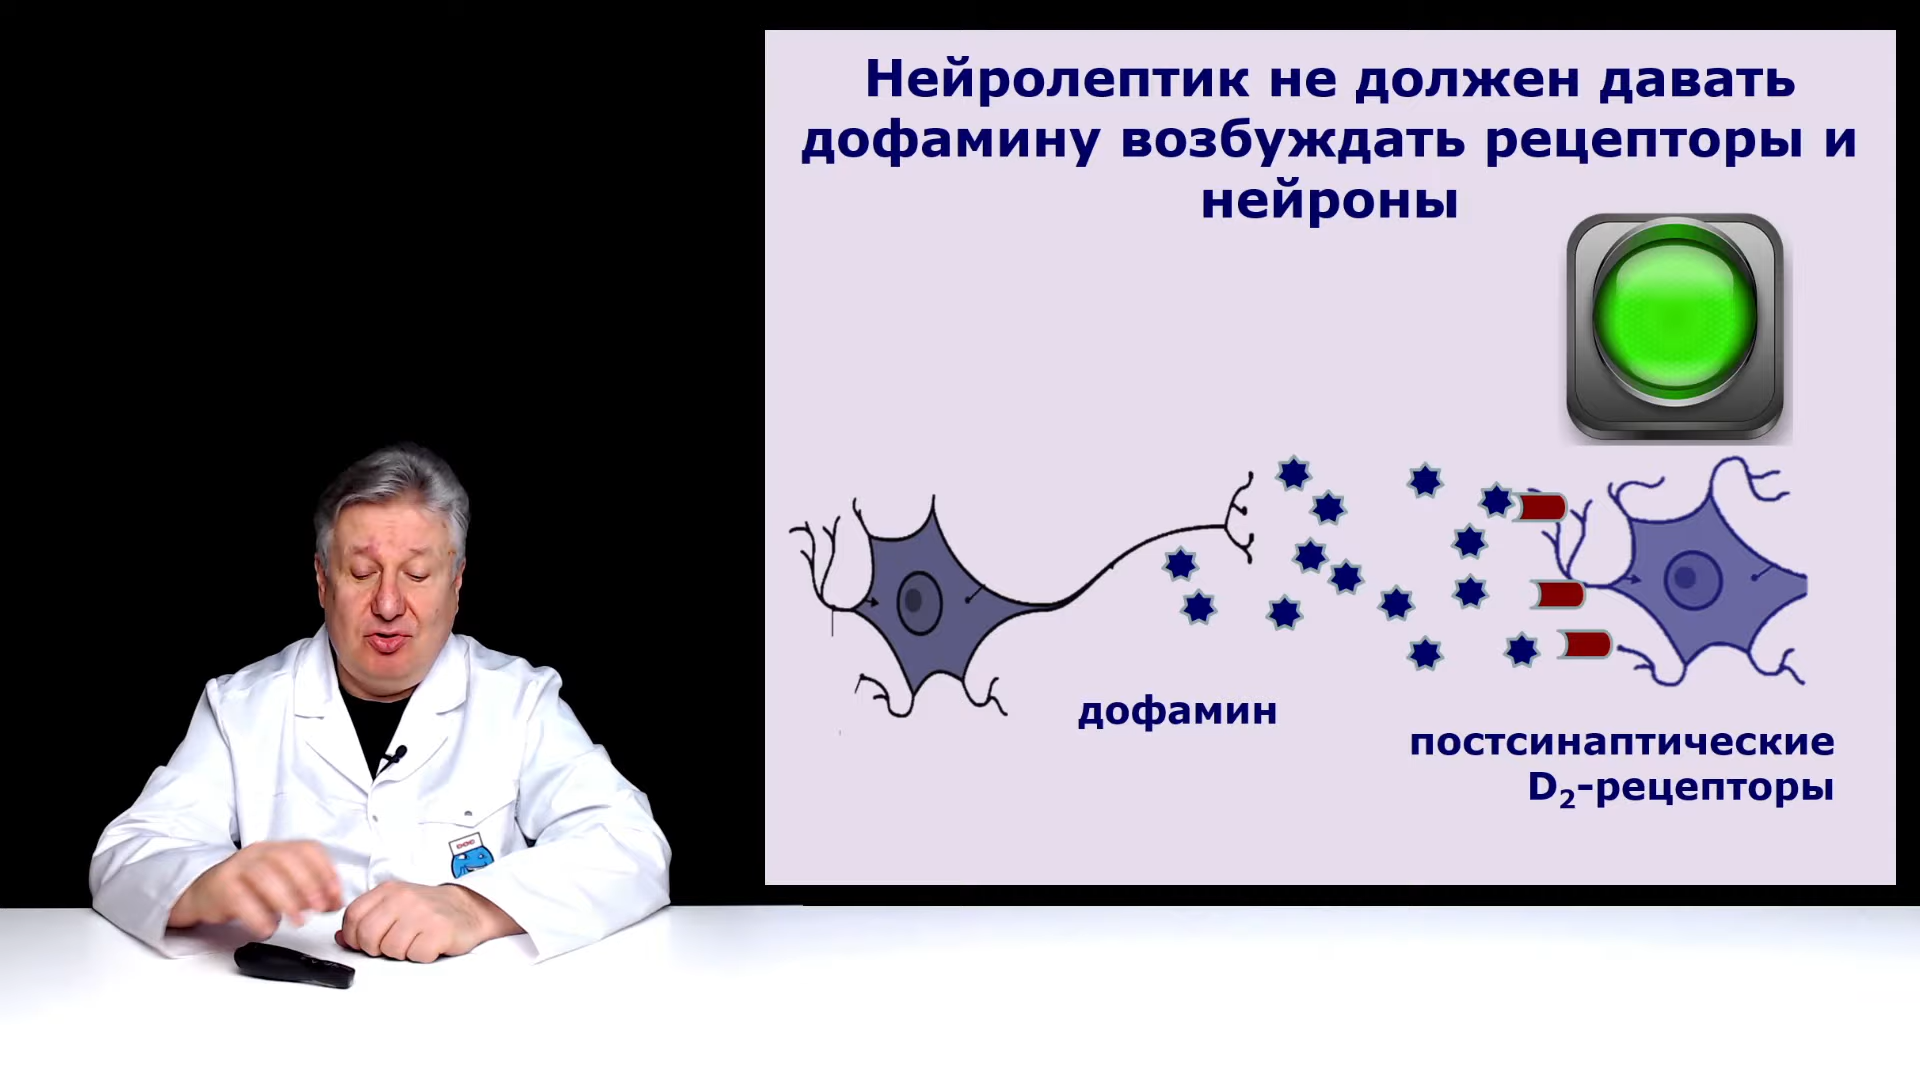 Нейролептик не должен давать
дофамину возбуждать рецепторы и
нейроны
дофамин
постсинаптические
D₂-рецепторы